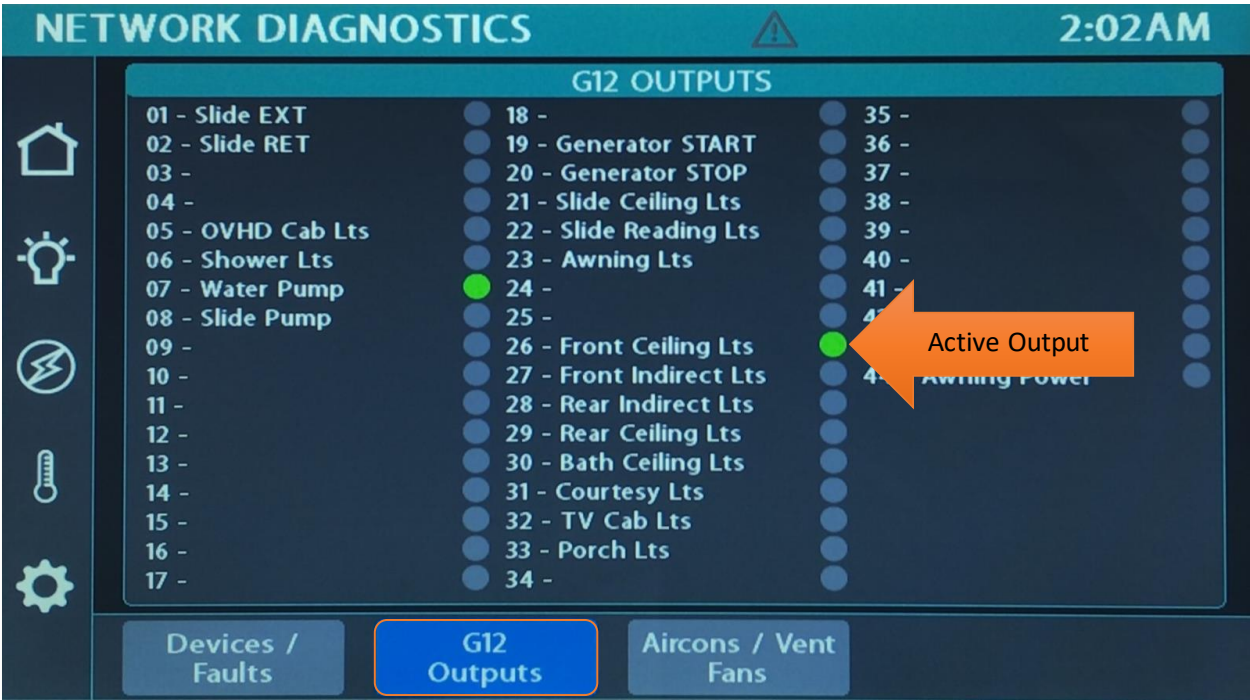 NETWORK DIAGNOSTICS
2:02AM
G12 OUTPUTS
01 - Slide EXT
02 - Slide RET
03 -
04 -
05 - OVHD Cab Lts
06 - Shower Lts
07 - Water Pump
08 - Slide Pump
09 -
10 -
11 -
12 -
13 -
14 -
15 -
16 -
17 -
18 -
19 - Generator START
20 - Generator STOP
21 - Slide Ceiling Lts
22 - Slide Reading Lts
23 - Awning Lts
24 -
25 -
26 - Front Ceiling Lts
27 - Front Indirect Lts
28 - Rear Indirect Lts
29 - Rear Ceiling Lts
30 - Bath Ceiling Lts
31 - Courtesy Lts
32 - TV Cab Lts
33 - Porch Lts
34 -
35 -
36 -
37 -
38 -
39 -
40 -
41 -
Active Output
44 - Awning Power
Devices /
Faults
G12
Outputs
Aircons / Vent
Fans